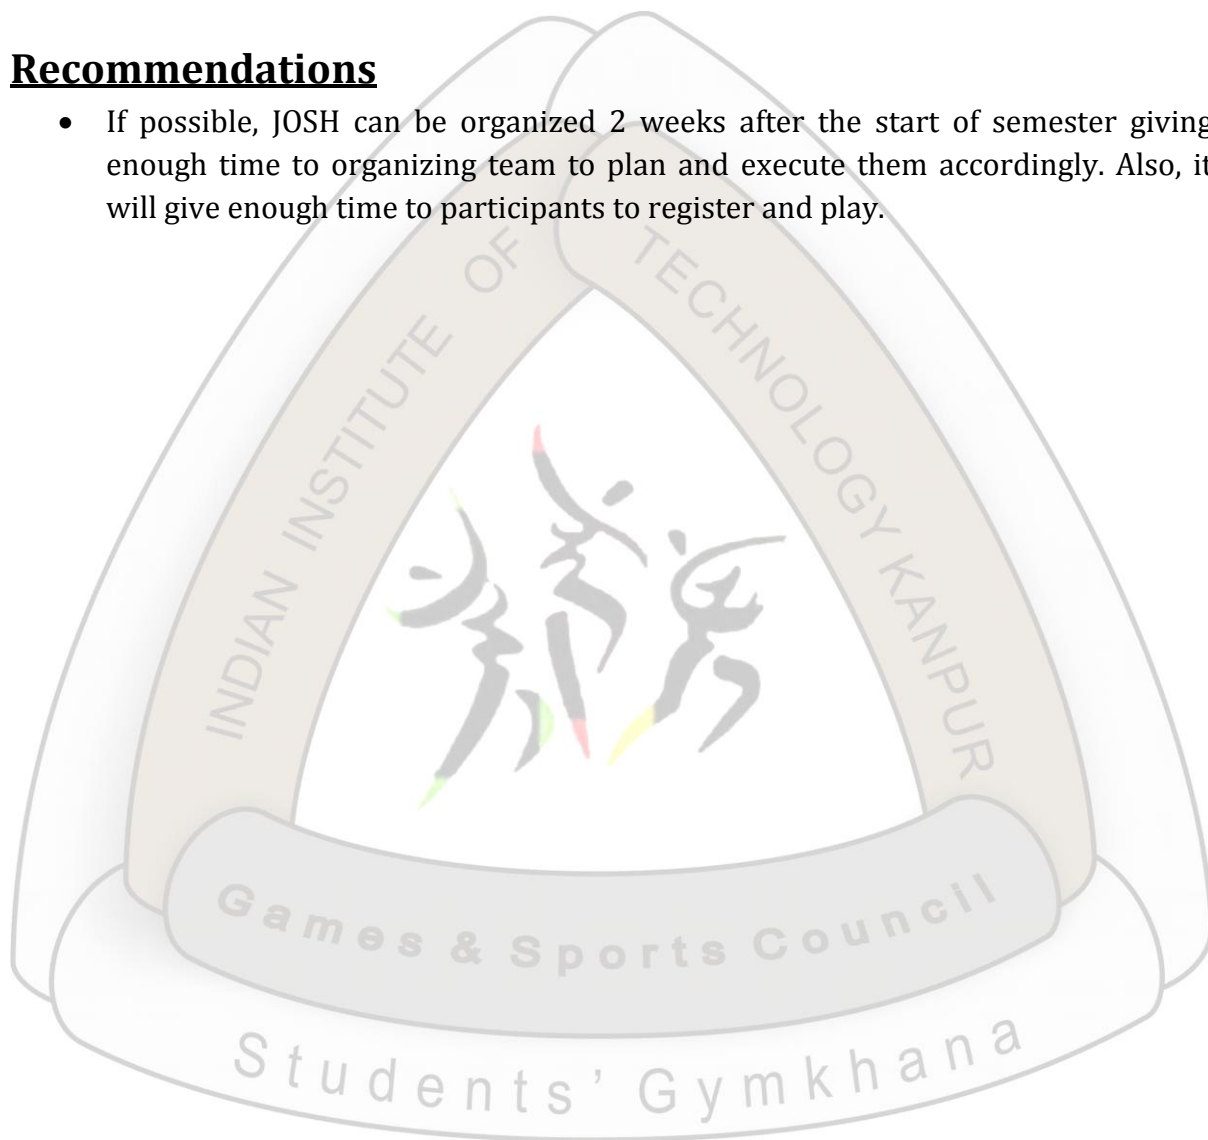 Recommendations
• If possible, JOSH can be organized 2 weeks after the start of semester giving
enough time to organizing team to plan and execute them accordingly. Also, it
will give enough time to participants to register and play.
INDIAN INSTITUTE OF TECHNOLOGY KANPUR
Games & Sports Council
Students' Gymkhana